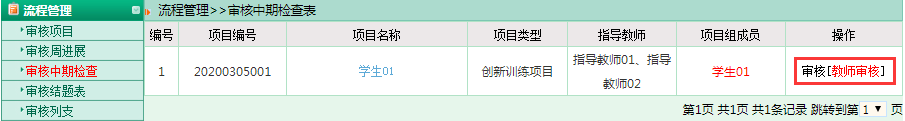 流程管理
审核项目
审核周进展
审核中期检查
审核结题表
审核列支
流程管理>>审核中期检查表
编号 项目编号 项目名称 项目类型 指导教师 项目组成员 操作
1 20200305001 学生01 创新训练项目 指导教师01、指导教师02 学生01 审核[教师审核]
第1页 共1页 共1条记录 跳转到第 1 页